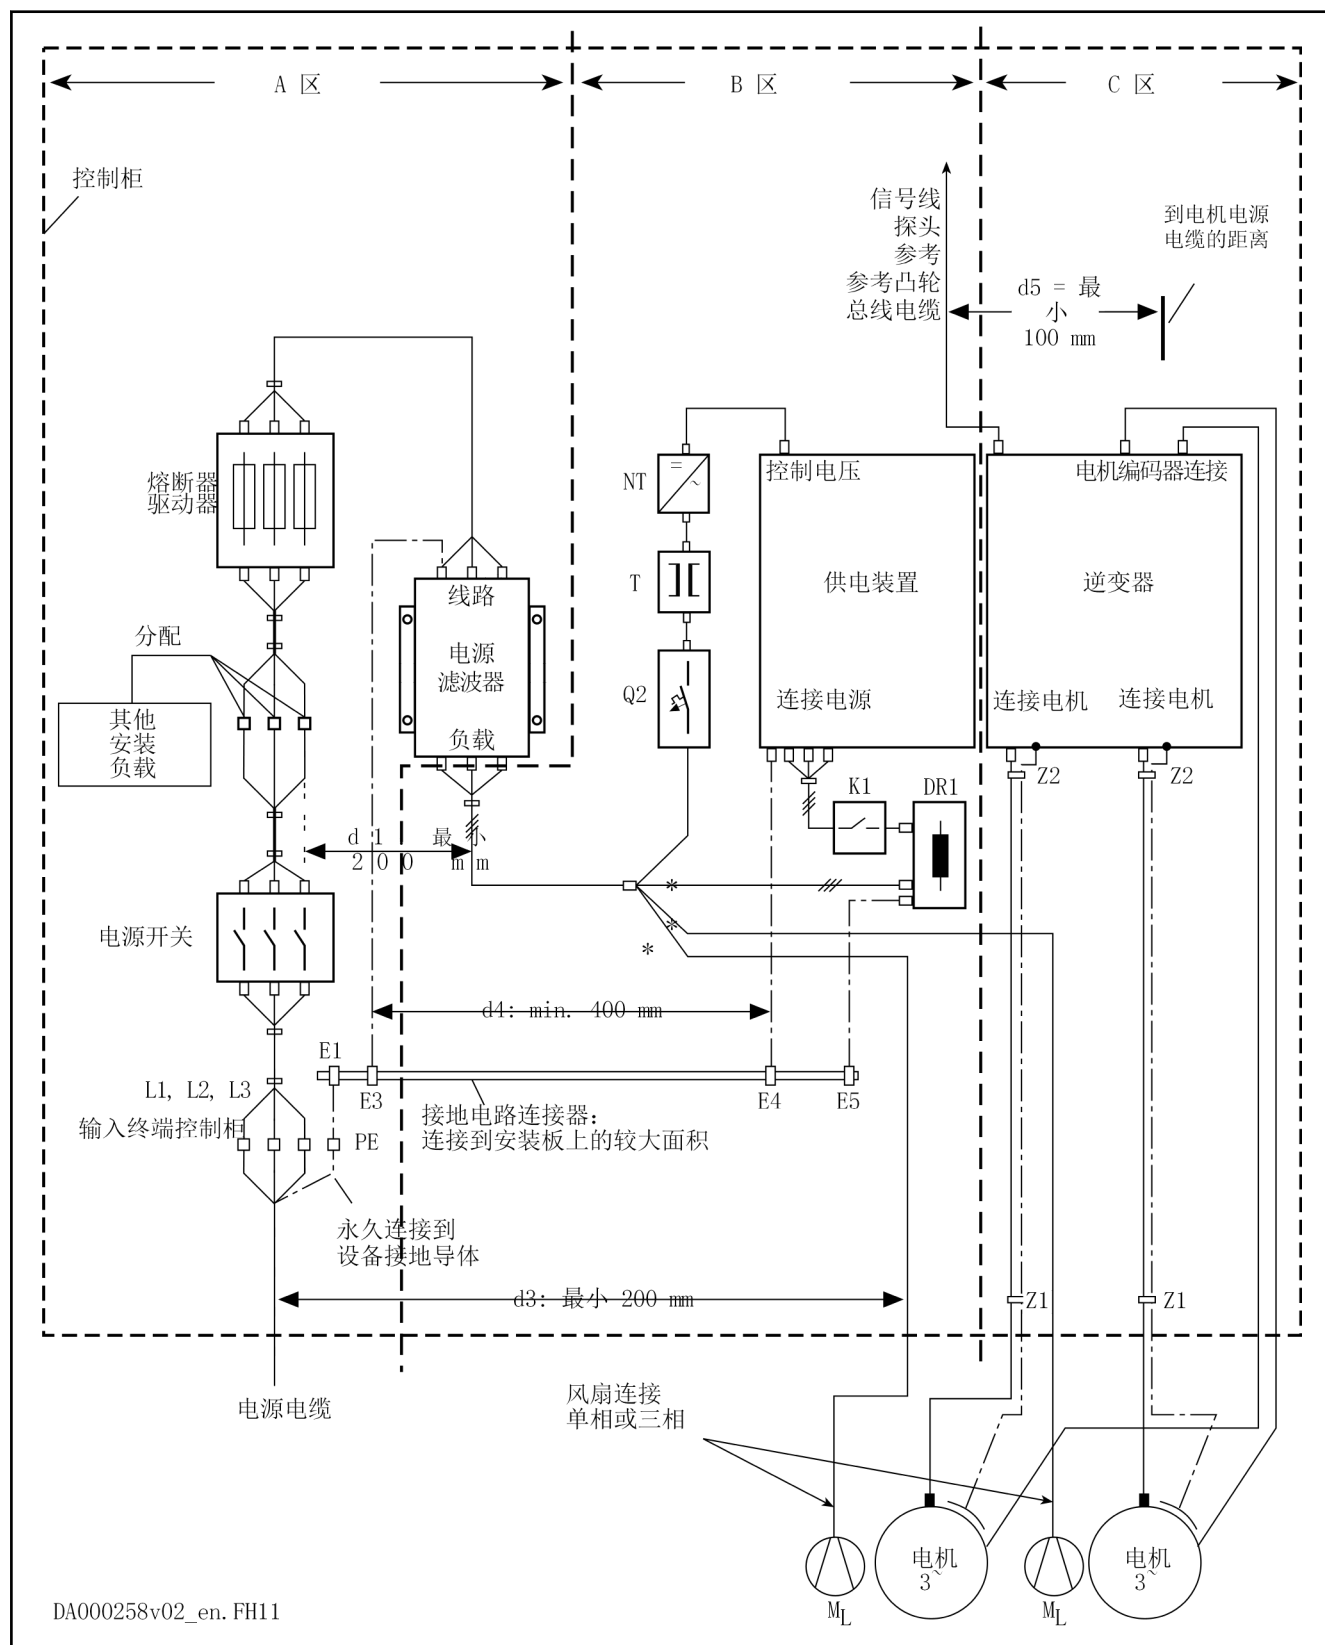 A 区
B 区
C 区
控制柜
信号线
探头
参考
参考凸轮
总线电缆
到电机电源
电缆的距离
d5 = 最
小
100 mm
熔断器
驱动器
NT
=
~
控制电压
电机编码器连接
T
供电装置
逆变器
线路
电源
滤波器
负载
分配
其他
安装
负载
Q2
连接电源
连接电机
连接电机
Z2
Z2
K1
DR1
d 1 最 小
2 0 0 m m
*
*
*
电源开关
d4: min. 400 mm
E1
L1, L2, L3
E3
E4
E5
输入终端控制柜
PE
接地电路连接器:
连接到安装板上的较大面积
永久连接到
设备接地导体
d3: 最小 200 mm
Z1
Z1
电源电缆
风扇连接
单相或三相
电机
3~
电机
3~
ML
ML
DA000258v02_en.FH11